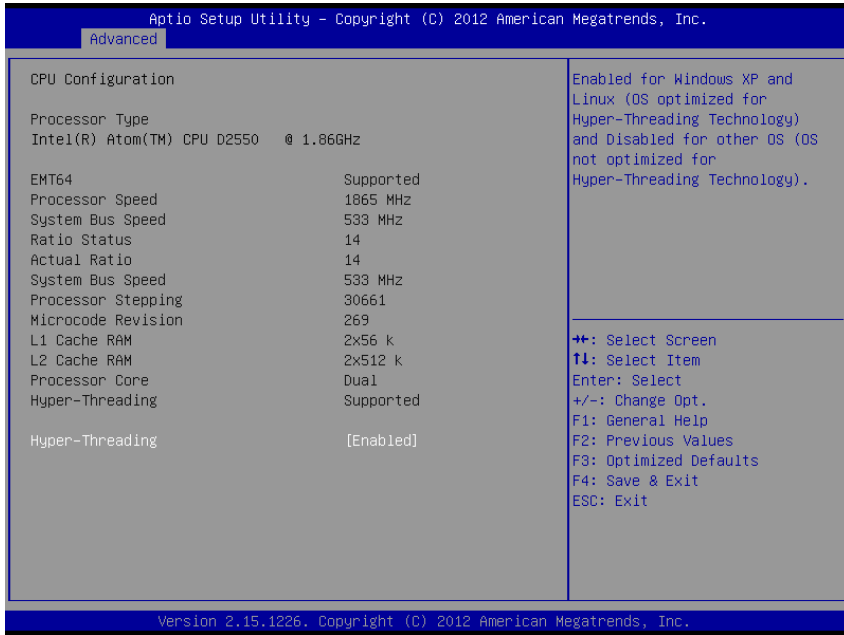 Aptio Setup Utility – Copyright (C) 2012 American Megatrends, Inc.
Advanced
CPU Configuration
Processor Type
Intel(R) Atom(TM) CPU D2550 @ 1.86GHz
EMT64 Supported
Processor Speed 1865 MHz
System Bus Speed 533 MHz
Ratio Status 14
Actual Ratio 14
System Bus Speed 533 MHz
Processor Stepping 30661
Microcode Revision 269
L1 Cache RAM 2x56 k
L2 Cache RAM 2x512 k
Processor Core Dual
Hyper-Threading Supported
Hyper-Threading [Enabled]
Enabled for Windows XP and
Linux (OS optimized for
Hyper-Threading Technology)
and Disabled for other OS (OS
not optimized for
Hyper-Threading Technology).
→←: Select Screen
↑↓: Select Item
Enter: Select
+/-: Change Opt.
F1: General Help
F2: Previous Values
F3: Optimized Defaults
F4: Save & Exit
ESC: Exit
Version 2.15.1226. Copyright (C) 2012 American Megatrends, Inc.